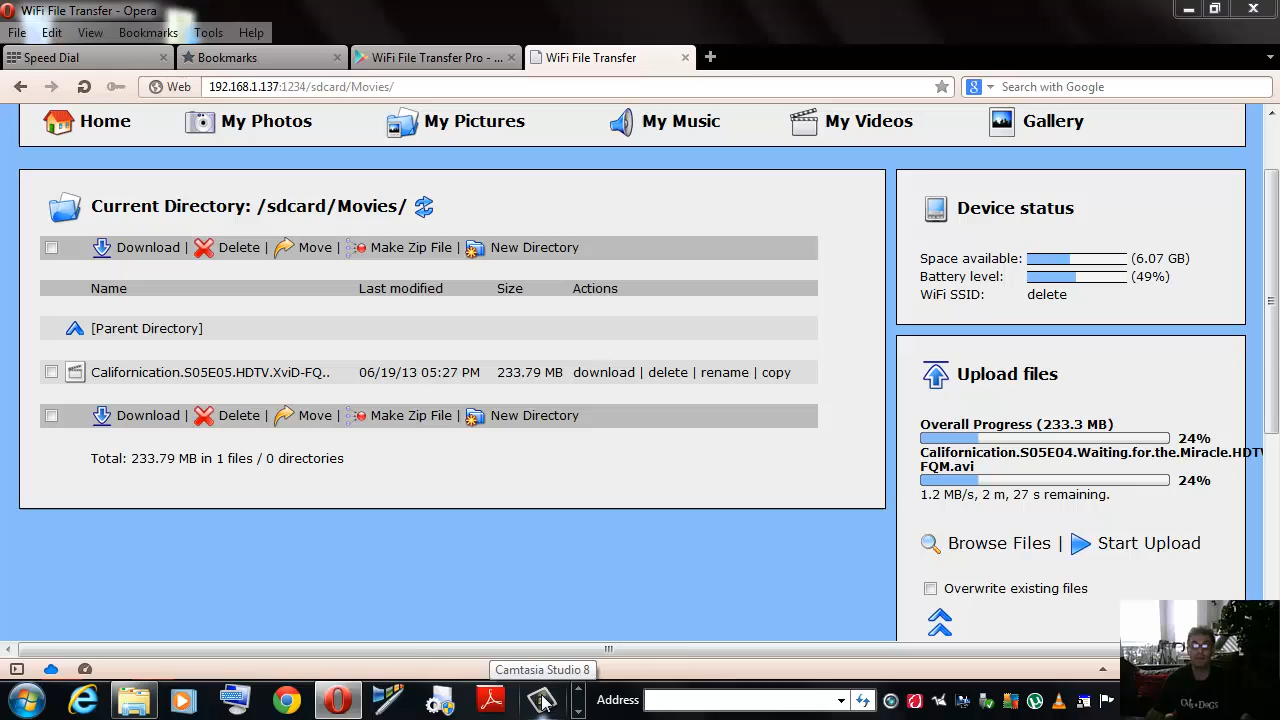 WiFi File Transfer - Opera
File Edit View Bookmarks Tools Help
Speed Dial
Bookmarks
WiFi File Transfer Pro - ...
WiFi File Transfer
Web
192.168.1.137:1234/sdcard/Movies/
Search with Google
Home
My Photos
My Pictures
My Music
My Videos
Gallery
Current Directory: /sdcard/Movies/
Download | Delete | Move | Make Zip File | New Directory
Name Last modified Size Actions
[Parent Directory]
Californication.S05E05.HDTV.XviD-FQ.. 06/19/13 05:27 PM 233.79 MB download | delete | rename | copy
Download | Delete | Move | Make Zip File | New Directory
Total: 233.79 MB in 1 files / 0 directories
Device status
Space available: (6.07 GB)
Battery level: (49%)
WiFi SSID: delete
Upload files
Overall Progress (233.3 MB)
24%
Californication.S05E04.Waiting.for.the.Miracle.HDTV
FQM.avi
24%
1.2 MB/s, 2 m, 27 s remaining.
Browse Files | Start Upload
Overwrite existing files
Camtasia Studio 8
Address